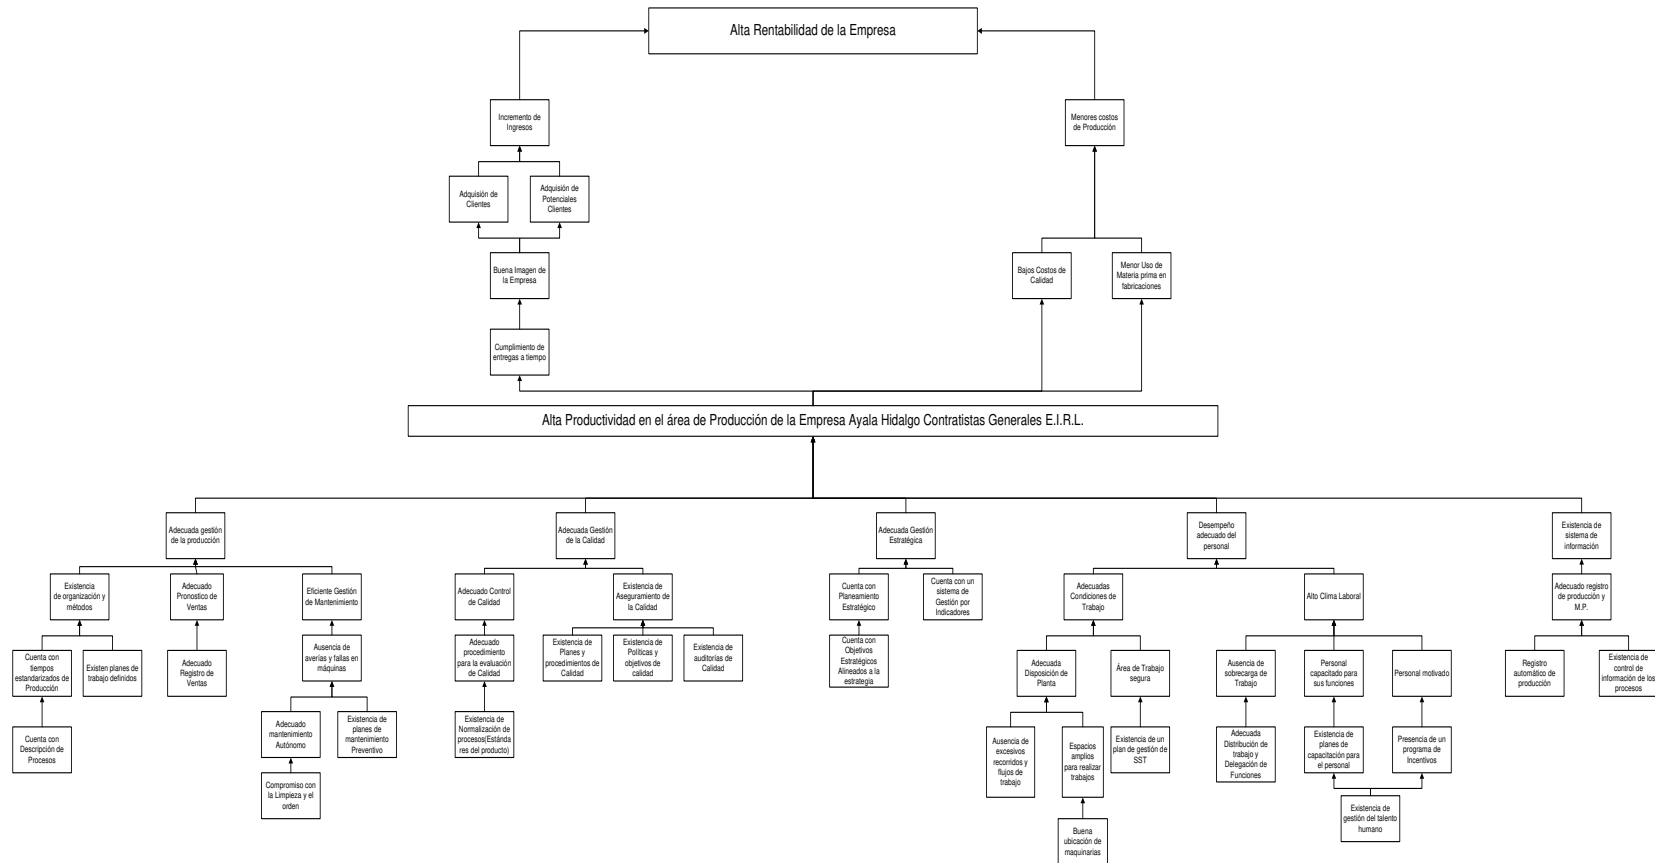 Alta Rentabilidad de la Empresa
Incremento de
Ingresos
Menores costos
de Producción
Adquisión de
Clientes
Adquisión de
Potenciales
Clientes
Buena Imagen de
la Empresa
Bajos Costos de
Calidad
Menor Uso de
Materia prima en
fabricaciones
Cumplimiento de
entregas a tiempo
Alta Productividad en el área de Producción de la Empresa Ayala Hidalgo Contratistas Generales E.I.R.L.
Adecuada gestión
de la producción
Adecuada Gestión
de la Calidad
Adecuada Gestión
Estratégica
Desempeño
adecuado del
personal
Existencia de
sistema de
información
Existencia
de organización y
métodos
Adecuado
Pronostico de
Ventas
Eficiente Gestión
de Mantenimiento
Adecuado Control
de Calidad
Existencia de
Aseguramiento de
la Calidad
Cuenta con
Planeamiento
Estratégico
Cuenta con un
sistema de
Gestión por
Indicadores
Adecuadas
Condiciones de
Trabajo
Alto Clima Laboral
Adecuado registro
de producción y
M.P.
Cuenta con
tiempos
estandarizados de
Producción
Existen planes de
trabajo definidos
Adecuado
Registro de
Ventas
Ausencia de
averías y fallas en
máquinas
Adecuado
procedimiento
para la evaluación
de Calidad
Existencia de
Planes y
procedimientos de
Calidad
Existencia de
Políticas y
objetivos de
calidad
Existencia de
auditorías de
Calidad
Cuenta con
Objetivos
Estratégicos
Alineados a la
estrategia
Adecuada
Disposición de
Planta
Área de Trabajo
segura
Ausencia de
sobrecarga de
Trabajo
Personal
capacitado para
sus funciones
Personal motivado
Registro
automático de
producción
Existencia de
control de
información de los
procesos
Cuenta con
Descripción de
Procesos
Adecuado
mantenimiento
Autónomo
Existencia de
planes de
mantenimiento
Preventivo
Existencia de
Normalización de
procesos(Estánda
res del producto)
Ausencia de
excesivos
recorridos y
flujos de
trabajo
Espacios
amplios
para realizar
trabajos
Existencia de un
plan de gestión de
SST
Adecuada
Distribución de
trabajo y
Delegación de
Funciones
Existencia de
planes de
capacitación para
el personal
Presencia de un
programa de
Incentivos
Compromiso con
la Limpieza y el
orden
Buena
ubicación de
maquinarias
Existencia de
gestión del talento
humano